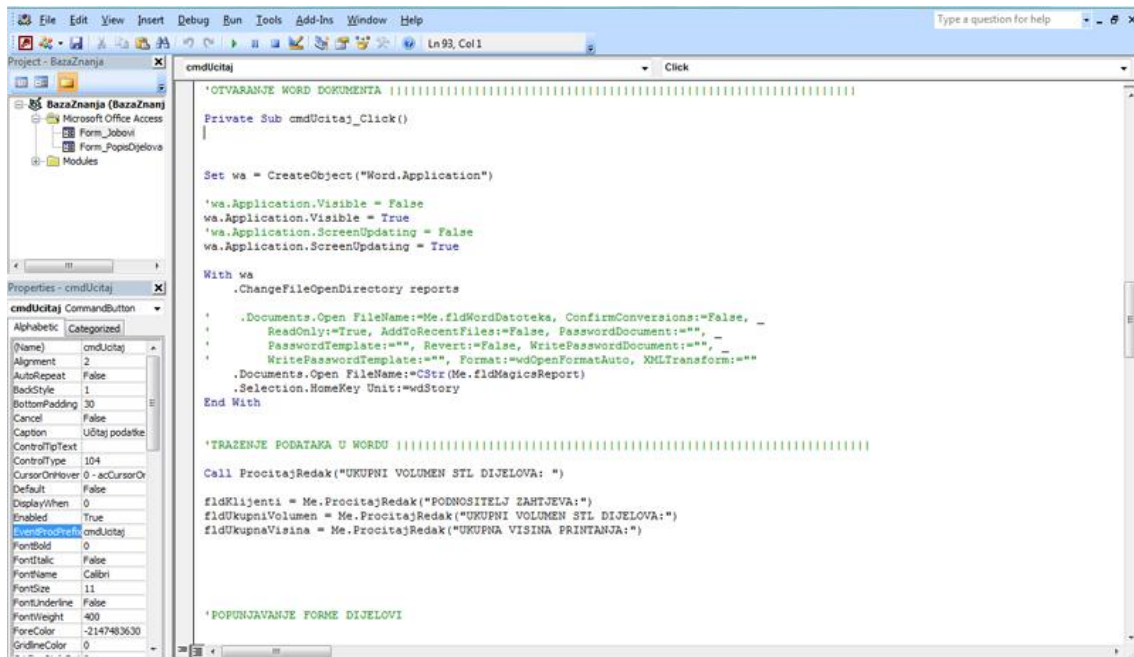 File Edit View Insert Debug Run Tools Add-Ins Window Help
Type a question for help
Ln 93, Col 1
Project - BazaZnanja
BazaZnanja (BazaZnanj
Microsoft Office Access
Form_Jobovi
Form_PopisDijelova
Modules
Properties - cmdUcitaj
cmdUcitaj CommandButton
Alphabetic Categorized
(Name) cmdUcitaj
Alignment 2
AutoRepeat False
BackStyle 1
BottomPadding 30
Cancel False
Caption Učitaj podatke
ControlTipText
ControlType 104
CursorOnHover 0 - acCursorOr
Default False
DisplayWhen 0
Enabled True
EventProcPrefix cmdUcitaj
FontBold 0
FontItalic False
FontName Calibri
FontSize 11
FontUnderline False
FontWeight 400
ForeColor -2147483630
GridlineColor 0
cmdUcitaj
Click
'OTVARANJE WORD DOKUMENTA ||||||||||||||||||||||||||||||||||||||||||||||||||||||||||||||||||
Private Sub cmdUcitaj_Click()
Set wa = CreateObject("Word.Application")
'wa.Application.Visible = False
wa.Application.Visible = True
'wa.Application.ScreenUpdating = False
wa.Application.ScreenUpdating = True
With wa
.ChangeFileOpenDirectory reports
' .Documents.Open FileName:=Me.fldWordDatoteka, ConfirmConversions:=False, _
' ReadOnly:=True, AddToRecentFiles:=False, PasswordDocument:="", _
' PasswordTemplate:="", Revert:=False, WritePasswordDocument:="", _
' WritePasswordTemplate:="", Format:=wdOpenFormatAuto, XMLTransform:=""
.Documents.Open FileName:=CStr(Me.fldMagicsReport)
.Selection.HomeKey Unit:=wdStory
End With
'TRAZENJE PODATAKA U WORDU |||||||||||||||||||||||||||||||||||||||||||||||||||||||||||||||||||
Call ProcitajRedak("UKUPNI VOLUMEN STL DIJELOVA: ")
fldKlijenti = Me.ProcitajRedak("PODNOSITELJ ZAHTJEVA:")
fldUkupniVolumen = Me.ProcitajRedak("UKUPNI VOLUMEN STL DIJELOVA:")
fldUkupnaVisina = Me.ProcitajRedak("UKUPNA VISINA PRINTANJA:")
'POPUNJAVANJE FORME DIJELOVI